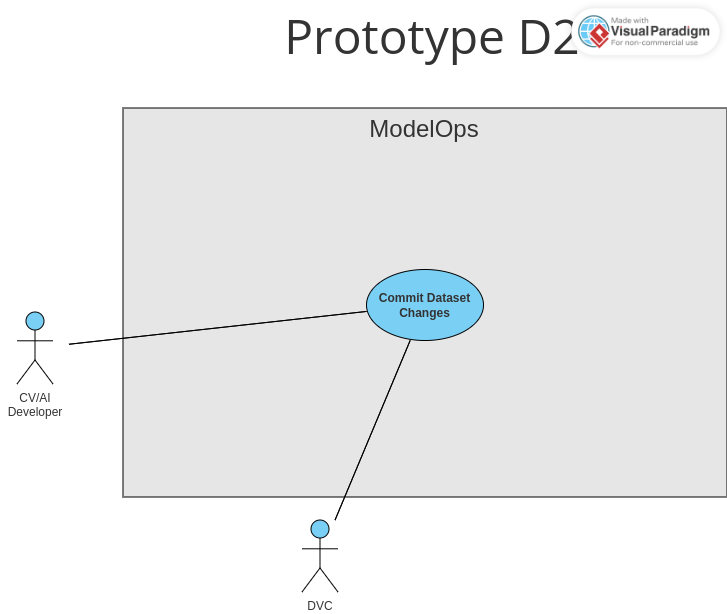 Prototype D2
Made with
Visual Paradigm
For non-commercial use
ModelOps
Commit Dataset
Changes
CV/AI
Developer
DVC